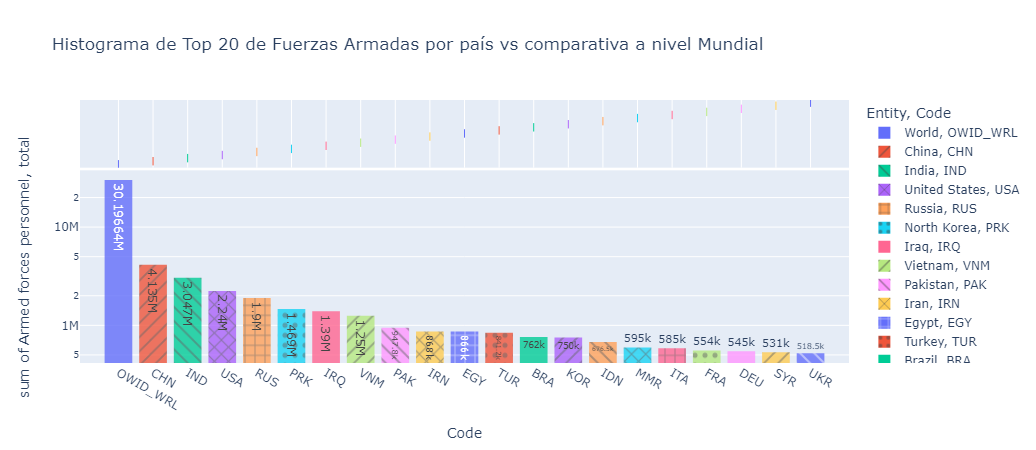 Histograma de Top 20 de Fuerzas Armadas por país vs comparativa a nivel Mundial
sum of Armed forces personnel, total
2
10M
5
2
1M
5
30.19664M
4.135M
3.047M
2.24M
1.9M
1.469M
1.39M
1.25M
947.8k
868k
866k
762k
750k
595k
585k
554k
545k
531k
518.5k
OWID_WRL
CHN
IND
USA
RUS
PRK
IRQ
VNM
PAK
IRN
EGY
TUR
BRA
KOR
IDN
MMR
ITA
FRA
DEU
SYR
UKR
Code
Entity, Code
World, OWID_WRL
China, CHN
India, IND
United States, USA
Russia, RUS
North Korea, PRK
Iraq, IRQ
Vietnam, VNM
Pakistan, PAK
Iran, IRN
Egypt, EGY
Turkey, TUR
Brazil, BRA